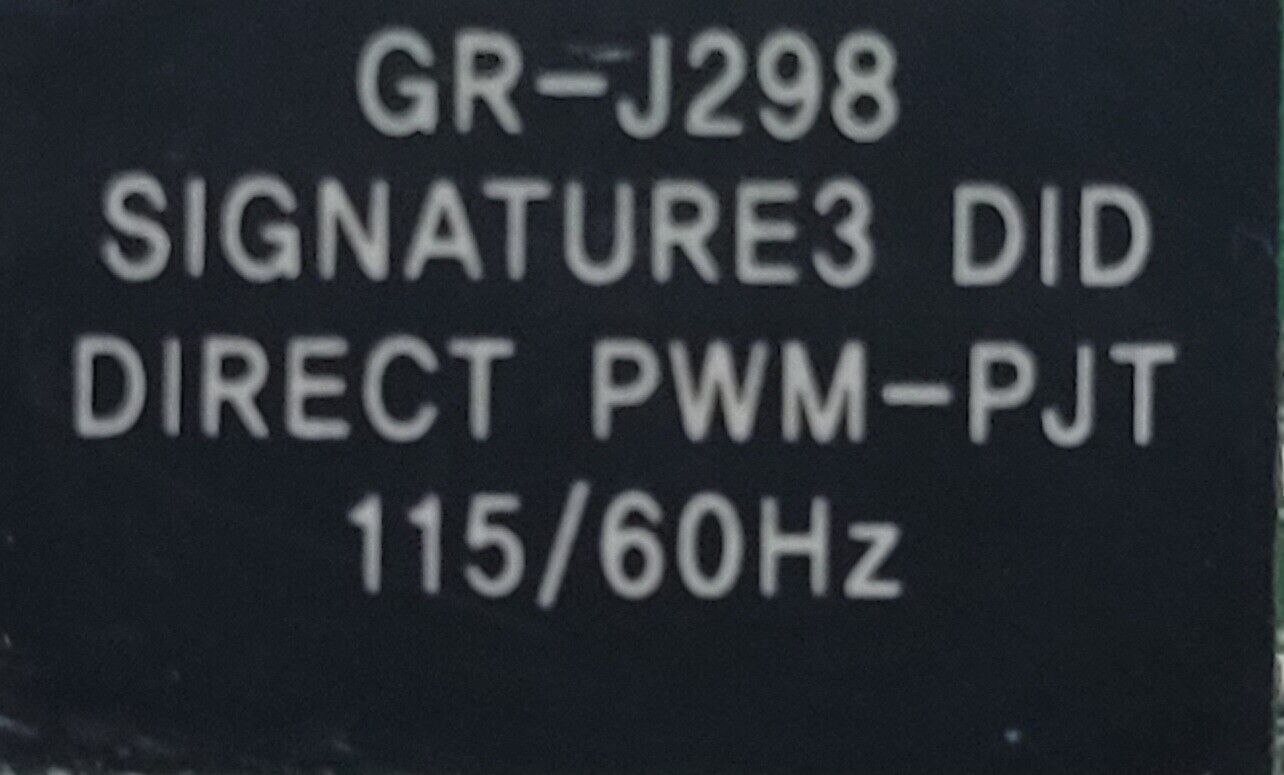 GR-J298
SIGNATURE3 DID
DIRECT PWM-PJT
115/60Hz